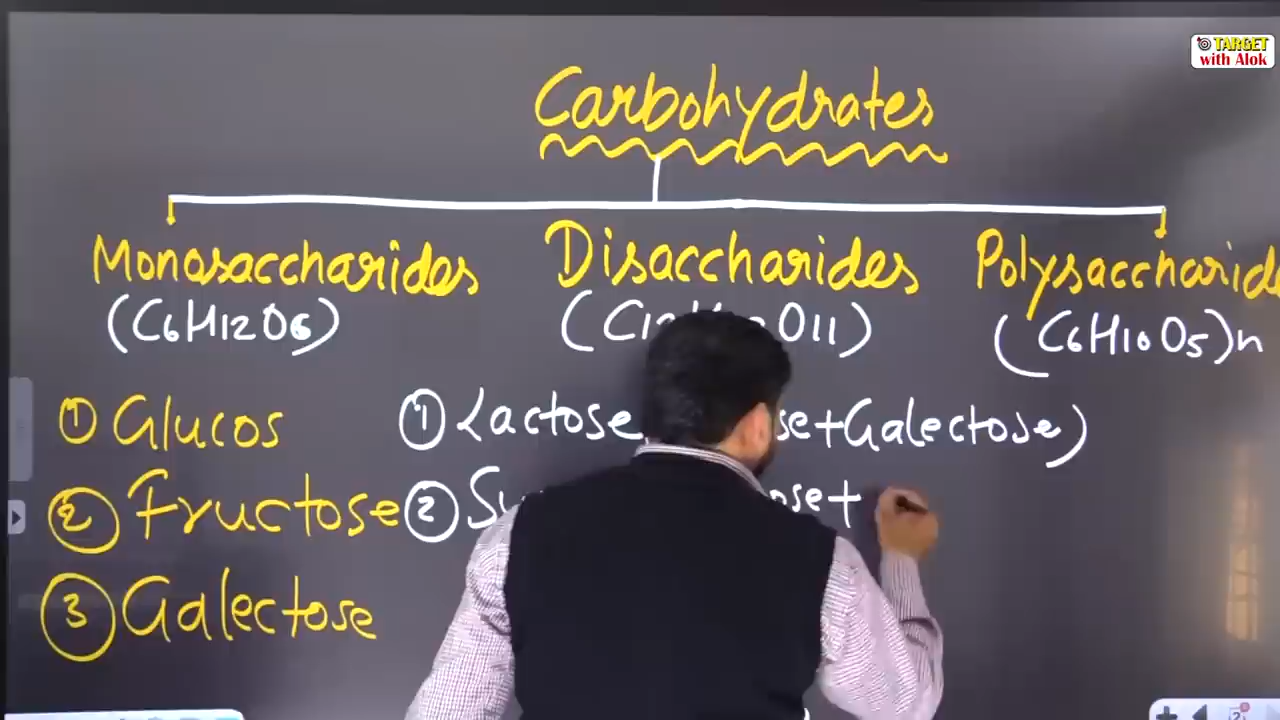 TARGET
with Alok
Carbohydrates
Monosaccharides Disaccharides Polysaccharid
(C6H12O6) (C12 O11) (C6H10O5)n
① Glucos ① Lactose se+Galectose)
② Fructose ② Su ose+
③ Galectose